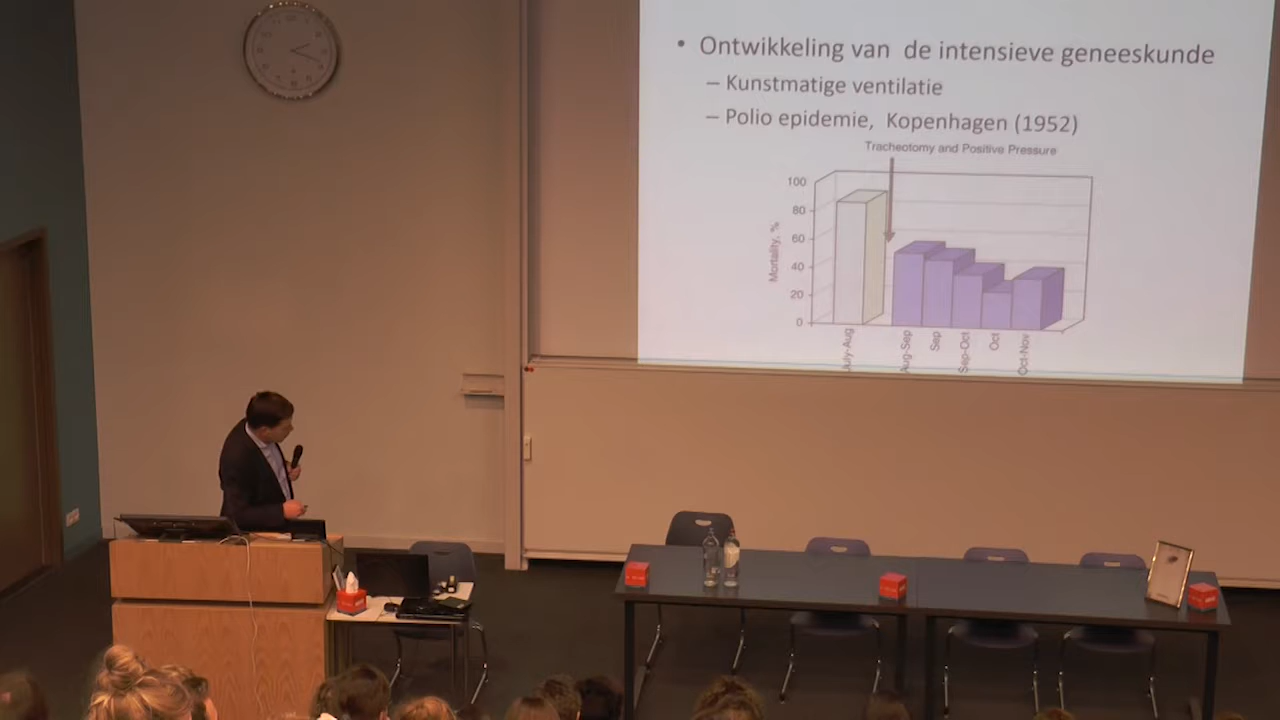 • Ontwikkeling van de intensieve geneeskunde
– Kunstmatige ventilatie
– Polio epidemie, Kopenhagen (1952)
Tracheotomy and Positive Pressure
Mortality, %
100
80
60
40
20
0
July-Aug
Aug-Sep
Sep
Sep-Oct
Oct
Oct-Nov